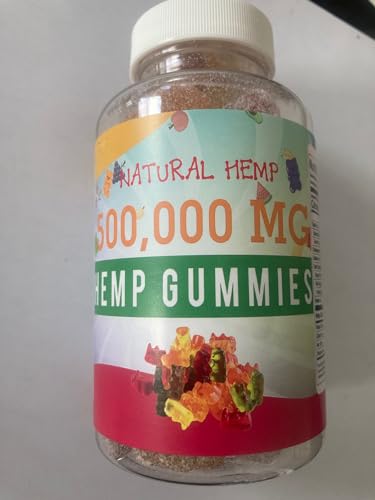 NATURAL HEMP
500,000 MG
HEMP GUMMIES